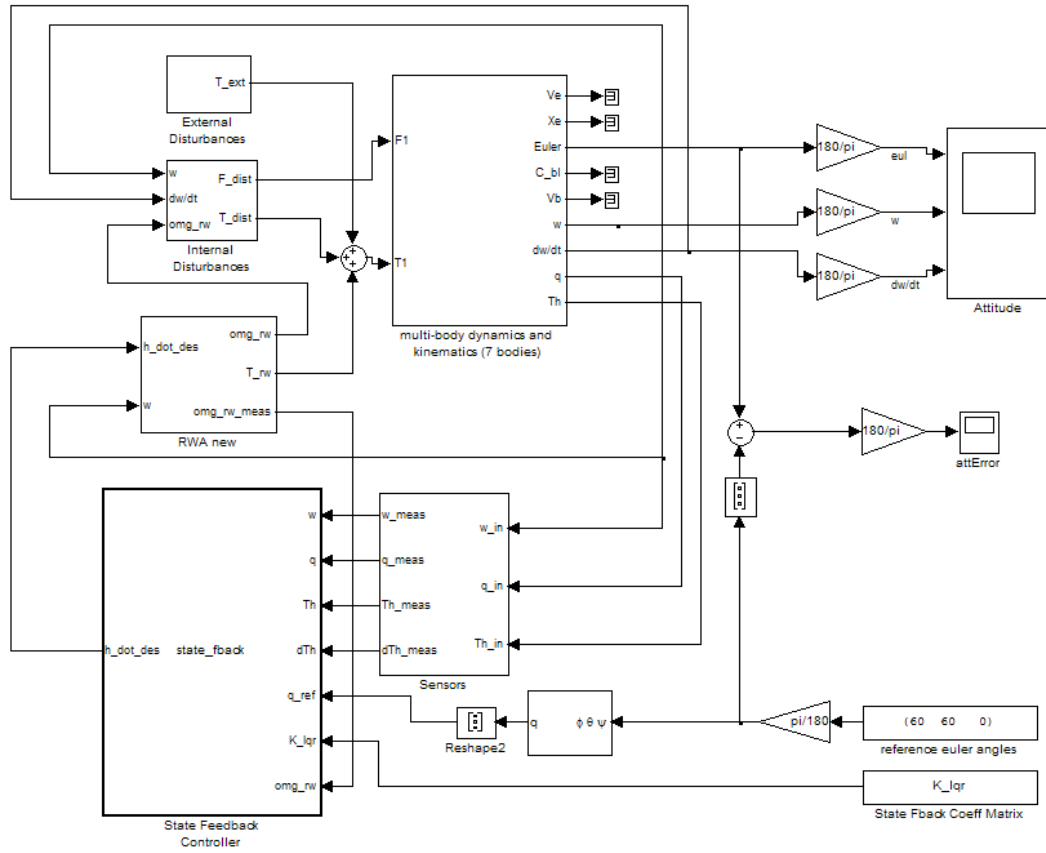 T_ext
External
Disturbances
w
dw/dt
omg_rw
F_dist
T_dist
Internal
Disturbances
+
+
+
F1
T1
Ve
Xe
Euler
C_bl
Vb
w
dw/dt
q
Th
multi-body dynamics and
kinematics (7 bodies)
180/pi
eul
180/pi
w
180/pi
dw/dt
Attitude
h_dot_des
w
omg_rw
T_rw
omg_rw_meas
RWA new
+
−
180/pi
attError
w
q
Th
dTh
q_ref
K_lqr
omg_rw
h_dot_des
state_fback
State Feedback
Controller
w_meas
q_meas
Th_meas
dTh_meas
w_in
q_in
Th_in
Sensors
Reshape2
q
ϕ θ ψ
pi/180
(60 60 0)
reference euler angles
K_lqr
State Fback Coeff Matrix